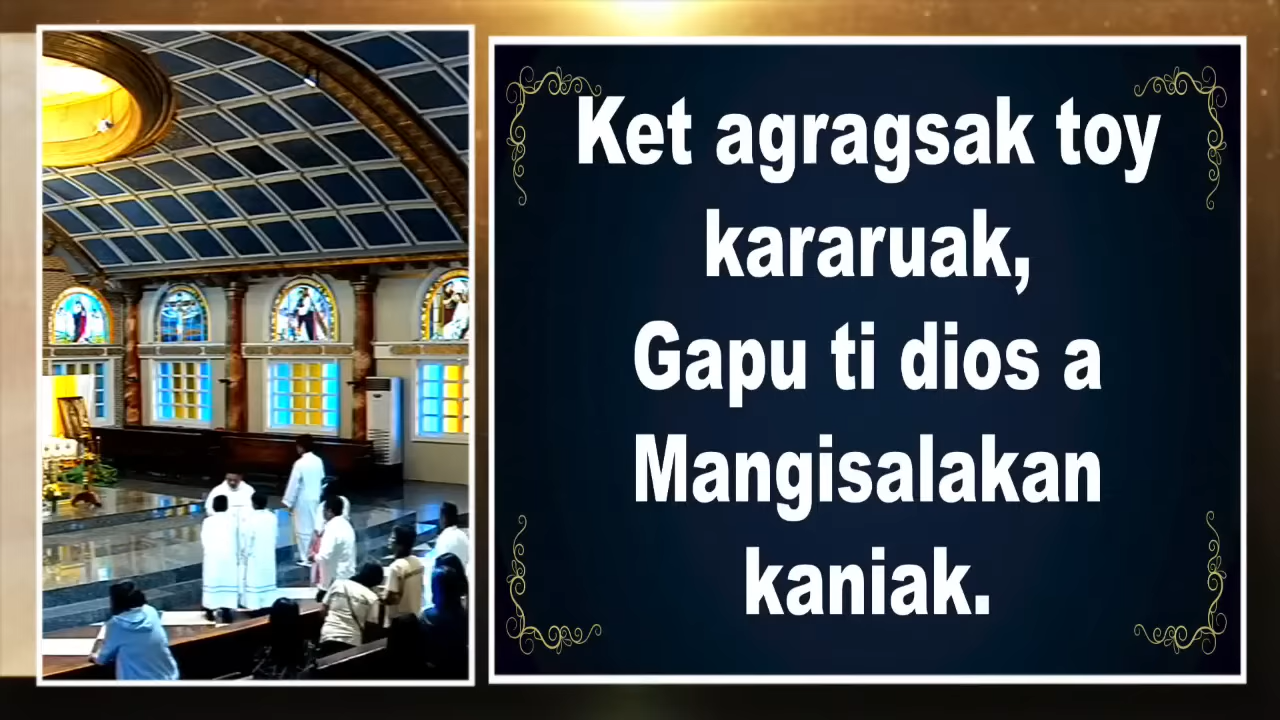 Ket agragsak toy
kararuak,
Gapu ti dios a
Mangisalakan
kaniak.